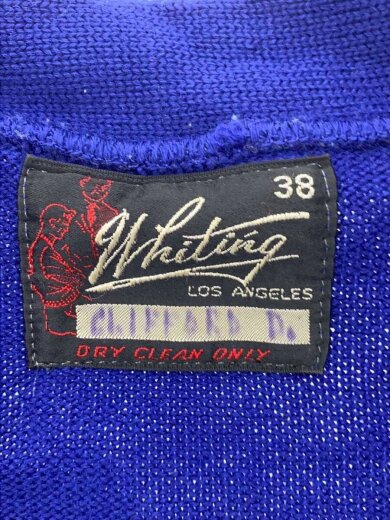 38
Whiting
LOS ANGELES
CLIFFORD D.
DRY CLEAN ONLY